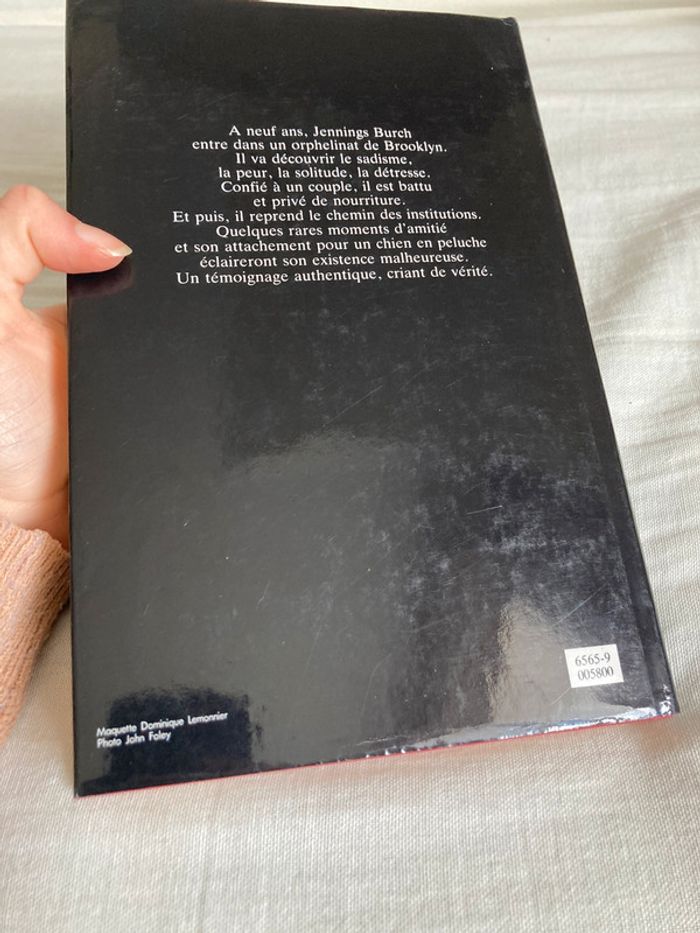 A neuf ans, Jennings Burch
entre dans un orphelinat de Brooklyn.
Il va découvrir le sadisme,
la peur, la solitude, la détresse.
Confié à un couple, il est battu
et privé de nourriture.
Et puis, il reprend le chemin des institutions.
Quelques rares moments d'amitié
et son attachement pour un chien en peluche
éclaireront son existence malheureuse.
Un témoignage authentique, criant de vérité.
6565-9
005800
Maquette Dominique Lemonnier
Photo John Foley